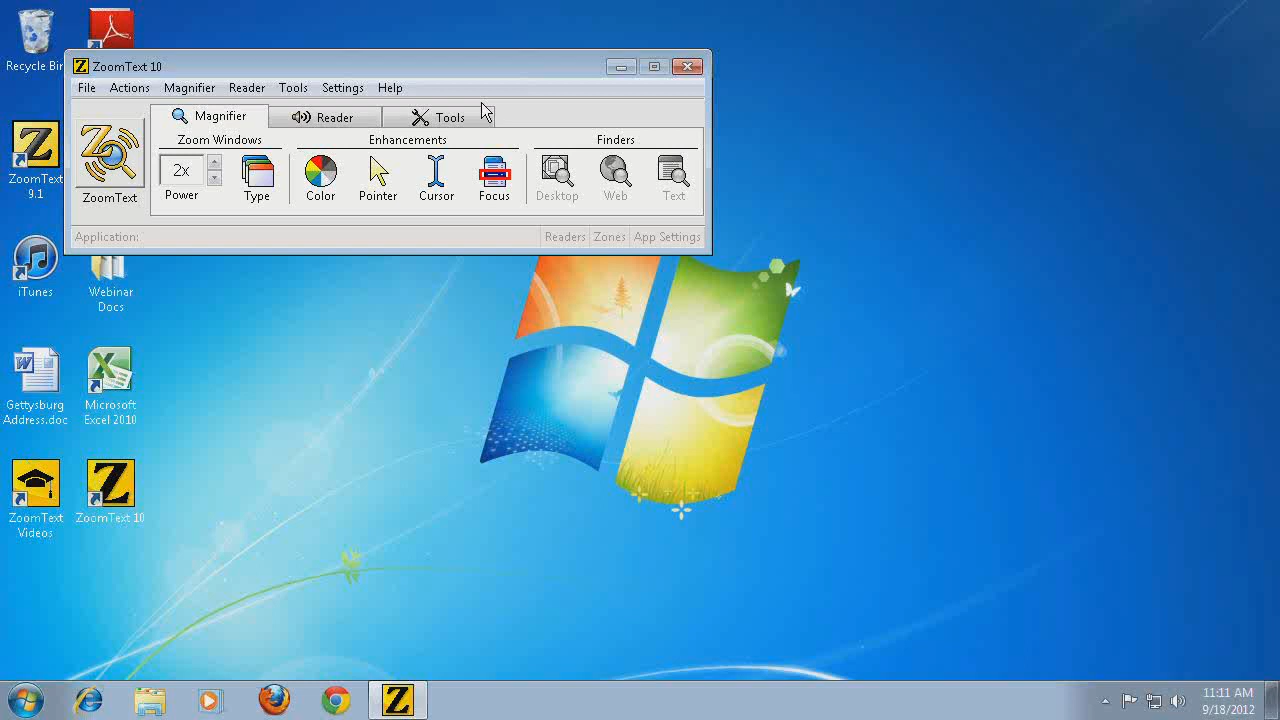 Recycle Bin
ZoomText 10
File Actions Magnifier Reader Tools Settings Help
Magnifier Reader Tools
Zoom Windows Enhancements Finders
2x
Power Type Color Pointer Cursor Focus Desktop Web Text
ZoomText
Application: Readers Zones App Settings
ZoomText
9.1
iTunes
Webinar
Docs
Gettysburg
Address.doc
Microsoft
Excel 2010
ZoomText
Videos
ZoomText 10
11:11 AM
9/18/2012